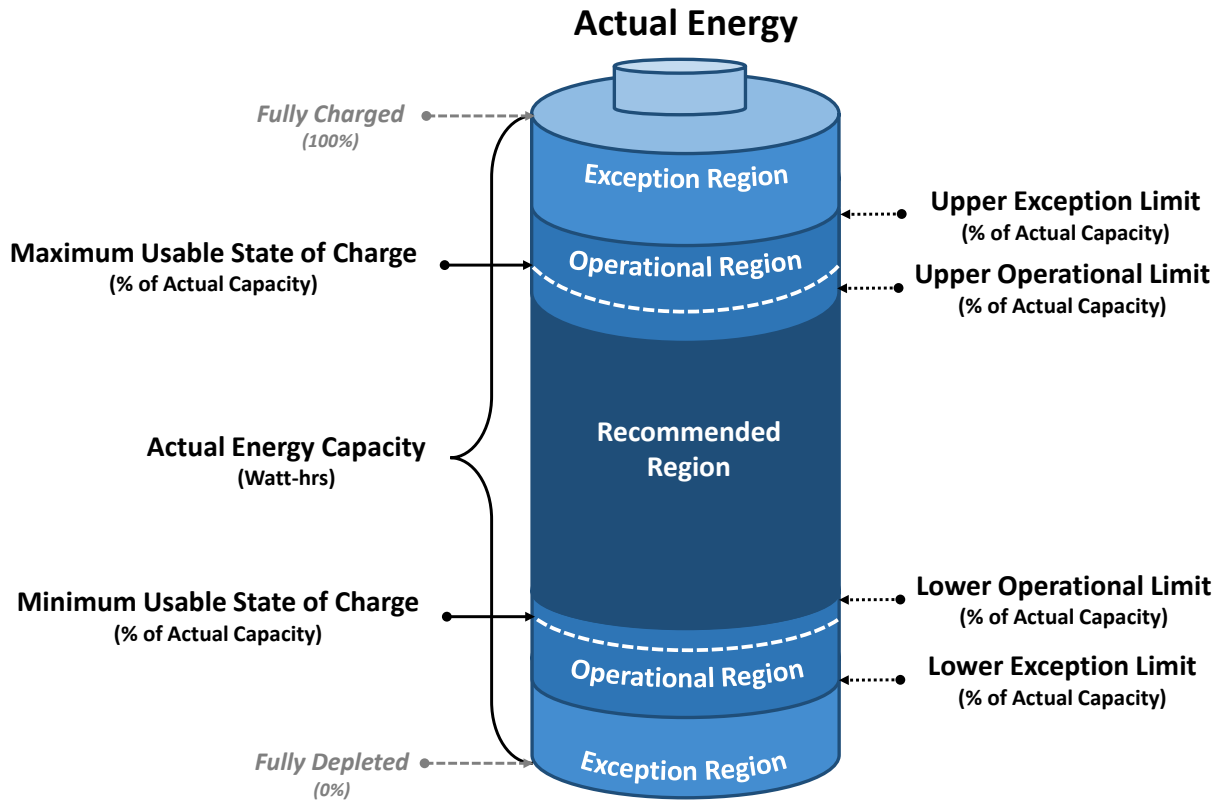 Actual Energy
Fully Charged
(100%)
Exception Region
Upper Exception Limit
(% of Actual Capacity)
Maximum Usable State of Charge
(% of Actual Capacity)
Operational Region
Upper Operational Limit
(% of Actual Capacity)
Actual Energy Capacity
(Watt-hrs)
Recommended
Region
Lower Operational Limit
(% of Actual Capacity)
Minimum Usable State of Charge
(% of Actual Capacity)
Operational Region
Lower Exception Limit
(% of Actual Capacity)
Fully Depleted
(0%)
Exception Region